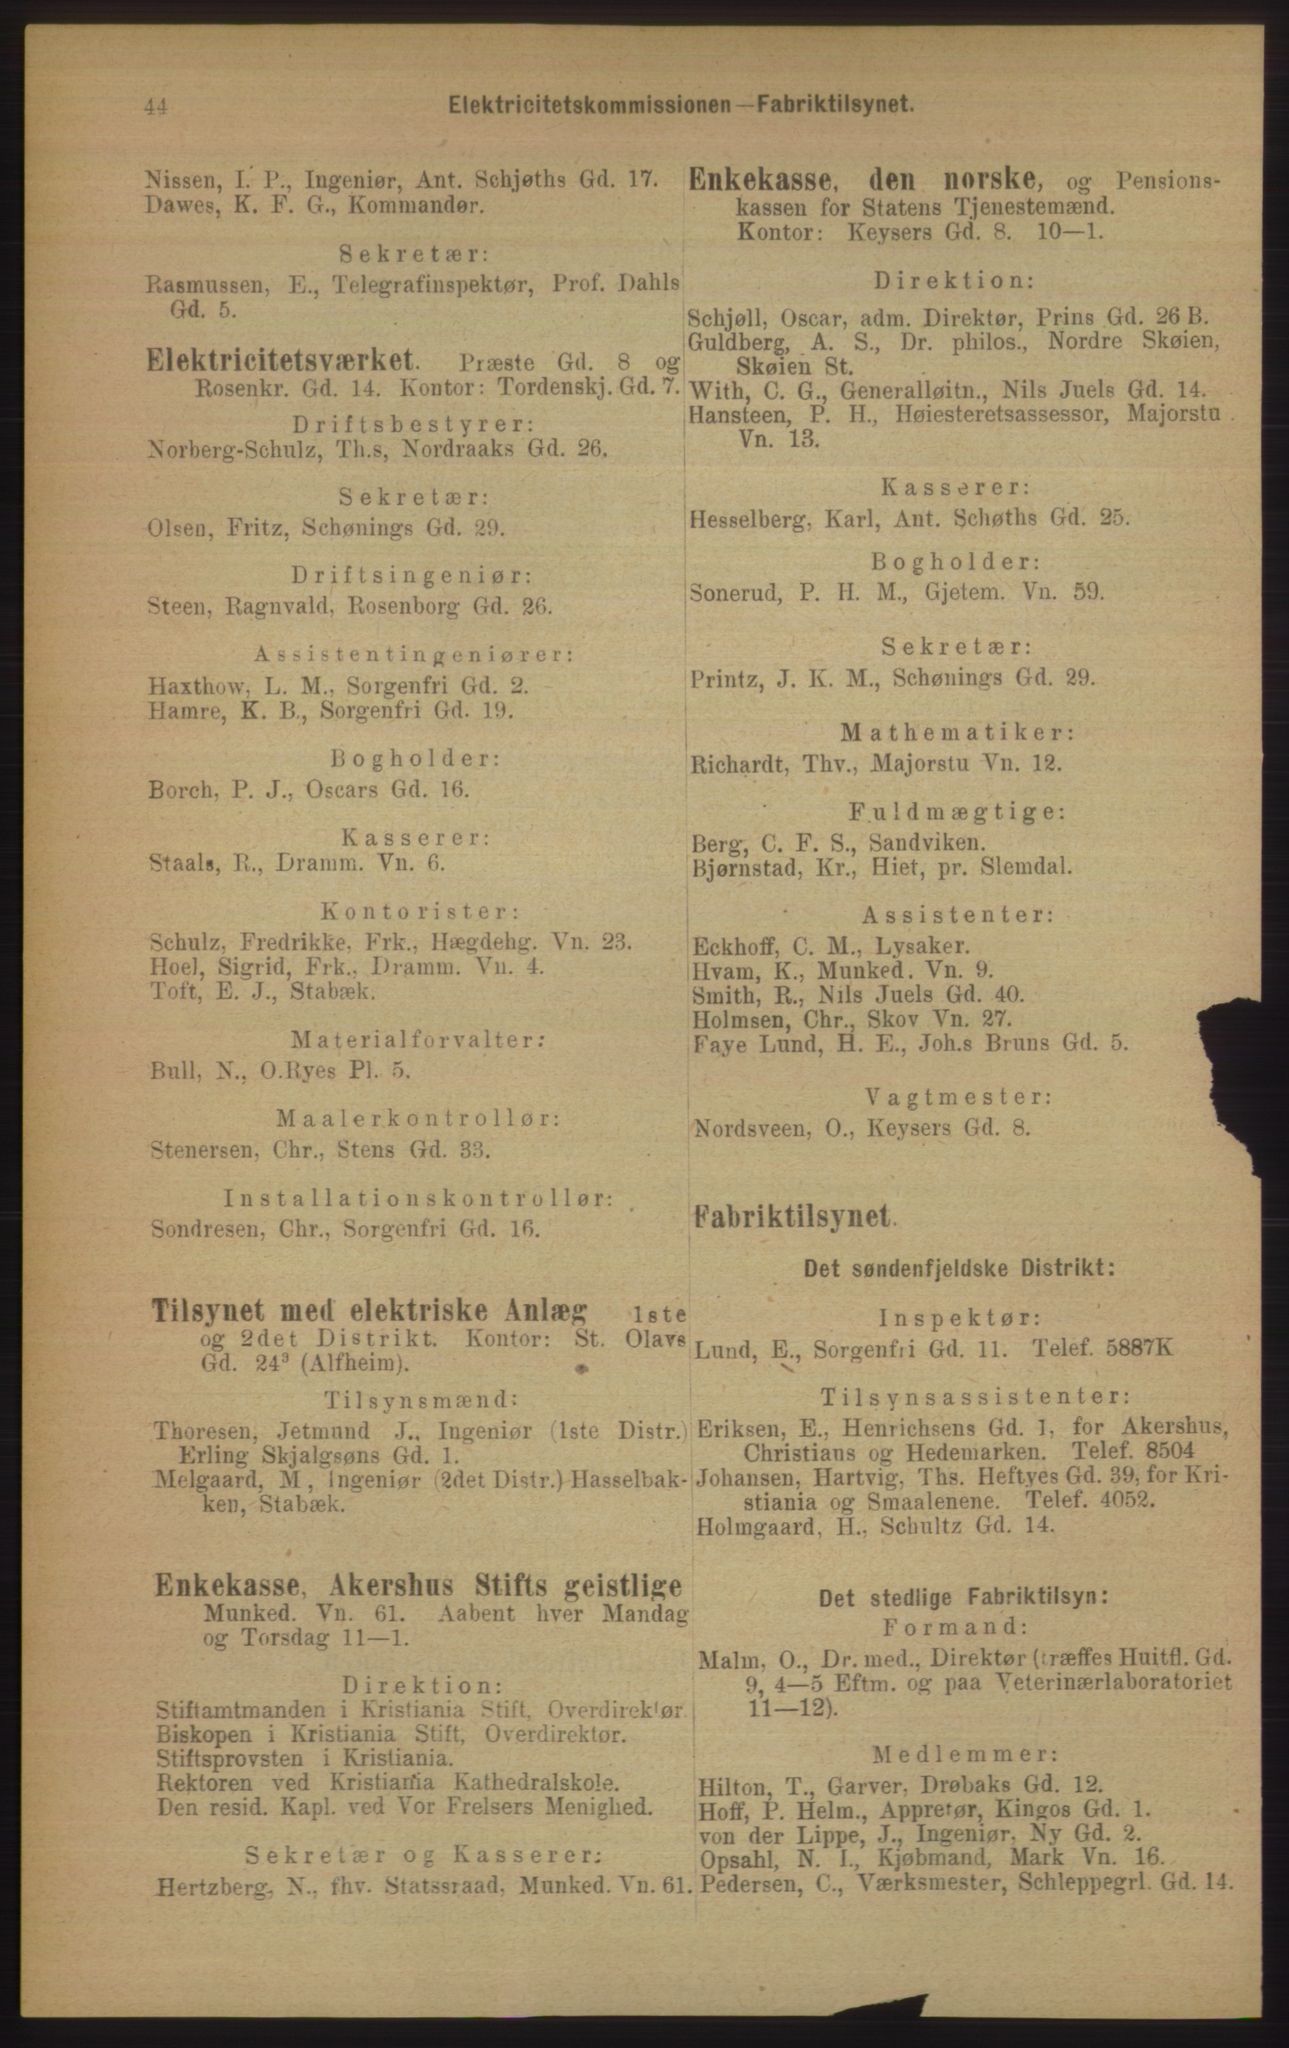 44
Elektricitetskommissionen—Fabriktilsynet.
Nissen, I. P., Ingeniør, Ant. Schjøths Gd. 17.
Dawes, K. F. G., Kommandør.
Sekretær:
Rasmussen, E., Telegrafinspektør, Prof. Dahls
Gd. 5.
Elektricitetsværket. Præste Gd. 8 og
Rosenkr. Gd. 14. Kontor: Tordenskj. Gd. 7.
Driftsbestyrer:
Norberg-Schulz, Th.s, Nordraaks Gd. 26.
Sekretær:
Olsen, Fritz, Schønings Gd. 29.
Driftsingeniør:
Steen, Ragnvald, Rosenborg Gd. 26.
Assistentingeniører:
Haxthow, L. M., Sorgenfri Gd. 2.
Hamre, K. B., Sorgenfri Gd. 19.
Bogholder:
Borch, P. J., Oscars Gd. 16.
Kasserer:
Staals, R., Dramm. Vn. 6.
Kontorister:
Schulz, Fredrikke, Frk., Hægdehg. Vn. 23.
Hoel, Sigrid, Frk., Dramm. Vn. 4.
Toft, E. J., Stabæk.
Materialforvalter:
Bull, N., O.Ryes Pl. 5.
Maalerkontrollør:
Stenersen, Chr., Stens Gd. 33.
Installationskontrollør:
Sondresen, Chr., Sorgenfri Gd. 16.
Tilsynet med elektriske Anlæg 1ste
og 2det Distrikt. Kontor: St. Olavs
Gd. 24³ (Alfheim).
Tilsynsmænd:
Thoresen, Jetmund J., Ingeniør (1ste Distr.)
Erling Skjalgsøns Gd. 1.
Melgaard, M., Ingeniør (2det Distr.) Hasselbak-
ken, Stabæk.
Enkekasse, Akershus Stifts geistlige
Munked. Vn. 61. Aabent hver Mandag
og Torsdag 11—1.
Direktion:
Stiftamtmanden i Kristiania Stift, Overdirektør.
Biskopen i Kristiania Stift, Overdirektør.
Stiftsprovsten i Kristiania.
Rektoren ved Kristiania Kathedralskole.
Den resid. Kapl. ved Vor Frelsers Menighed.
Sekretær og Kasserer:
Hertzberg, N., fhv. Statssraad, Munked. Vn. 61.
Enkekasse, den norske, og Pensions-
kassen for Statens Tjenestemænd.
Kontor: Keysers Gd. 8. 10—1.
Direktion:
Schjøll, Oscar, adm. Direktør, Prins Gd. 26 B.
Guldberg, A. S., Dr. philos., Nordre Skøien,
Skøien St.
With, C. G., Generalløitn., Nils Juels Gd. 14.
Hansteen, P. H., Høiesteretsassessor, Majorstu
Vn. 13.
Kasserer:
Hesselberg, Karl, Ant. Schøths Gd. 25.
Bogholder:
Sonerud, P. H. M., Gjetem. Vn. 59.
Sekretær:
Printz, J. K. M., Schønings Gd. 29.
Mathematiker:
Richardt, Thv., Majorstu Vn. 12.
Fuldmægtige:
Berg, C. F. S., Sandviken.
Bjørnstad, Kr., Hiet, pr. Slemdal.
Assistenter:
Eckhoff, C. M., Lysaker.
Hvam, K., Munked. Vn. 9.
Smith, R., Nils Juels Gd. 40.
Holmsen, Chr., Skov Vn. 27.
Faye Lund, H. E., Joh.s Bruns Gd. 5.
Vagtmester:
Nordsveen, O., Keysers Gd. 8.
Fabriktilsynet.
Det søndenfjeldske Distrikt:
Inspektør:
Lund, E., Sorgenfri Gd. 11. Telef. 5887K
Tilsynsassistenter:
Eriksen, E., Henrichsens Gd. 1, for Akershus,
Christians og Hedemarken. Telef. 8504
Johansen, Hartvig, Ths. Heftyes Gd. 39, for Kri-
stiania og Smaalenene. Telef. 4052.
Holmgaard, H., Schultz Gd. 14.
Det stedlige Fabriktilsyn:
Formand:
Malm, O., Dr. med., Direktør (træffes Huitfl. Gd.
9, 4—5 Eftm. og paa Veterinærlaboratoriet
11—12).
Medlemmer:
Hilton, T., Garver, Drøbaks Gd. 12.
Hoff, P. Helm., Appretør, Kingos Gd. 1.
von der Lippe, J., Ingeniør, Ny Gd. 2.
Opsahl, N. I., Kjøbmand, Mark Vn. 16.
Pedersen, C., Værksmester, Schleppegrl. Gd. 14.